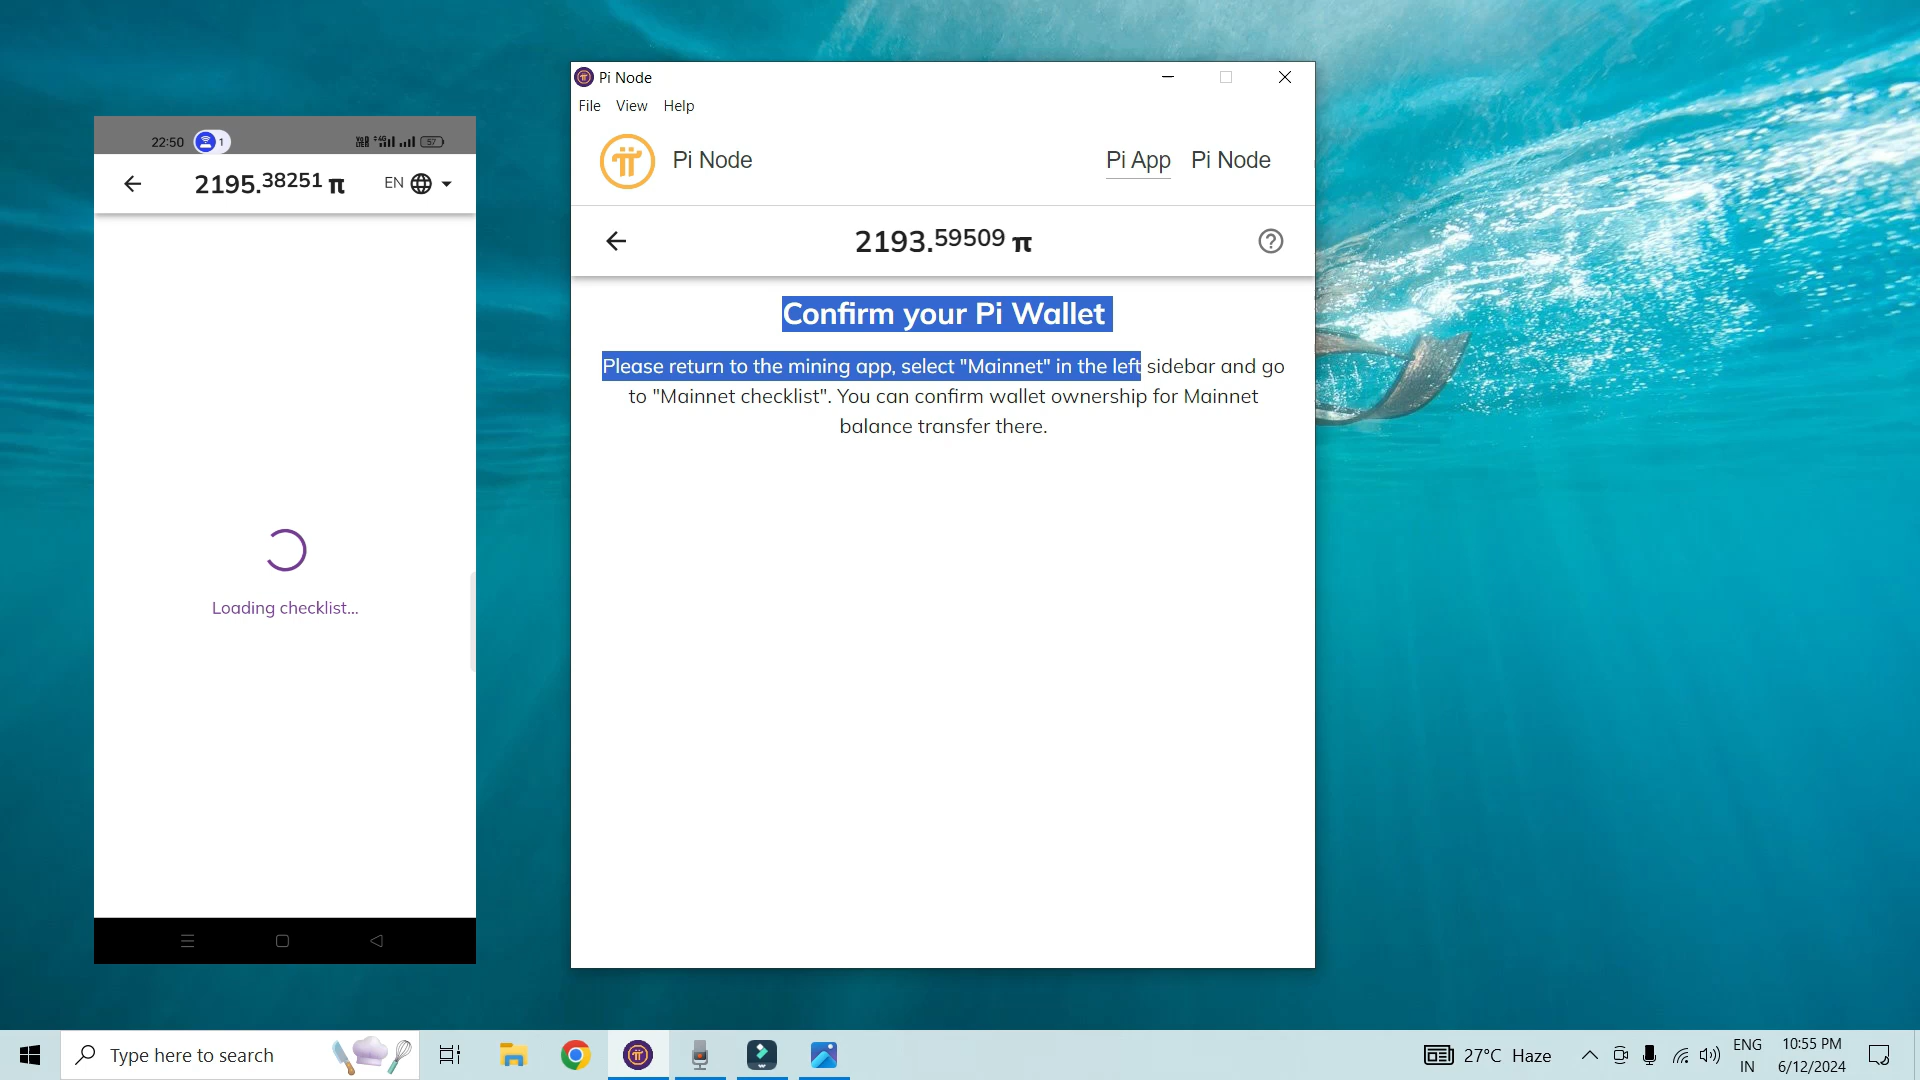 22:50
1
57
2195.38251 π
EN
Loading checklist...
Pi Node
File View Help
Pi Node
Pi App Pi Node
2193.59509 π
Confirm your Pi Wallet
Please return to the mining app, select "Mainnet" in the left sidebar and go
to "Mainnet checklist". You can confirm wallet ownership for Mainnet
balance transfer there.
Type here to search
27°C Haze
ENG
IN
10:55 PM
6/12/2024